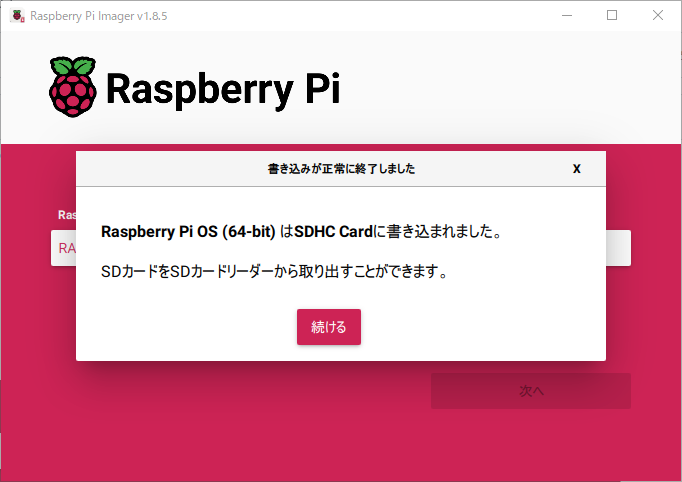 Raspberry Pi Imager v1.8.5
Raspberry Pi
書き込みが正常に終了しました
X
Ras
RA
Raspberry Pi OS (64-bit) はSDHC Cardに書き込まれました。
SDカードをSDカードリーダーから取り出すことができます。
続ける
次へ